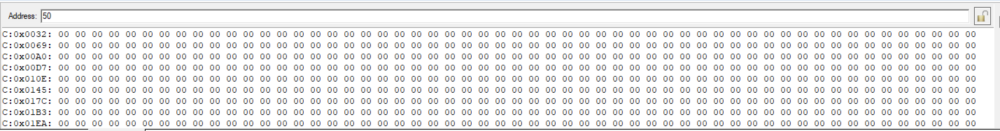 Address: 50
C:0x0032: 00 00 00 00 00 00 00 00 00 00 00 00 00 00 00 00 00 00 00 00 00 00 00 00 00 00 00 00 00 00 00 00 00 00 00 00 00 00 00 00 00 00 00 00 00 00 00 00 00 00 00 00 00 00 00
C:0x0069: 00 00 00 00 00 00 00 00 00 00 00 00 00 00 00 00 00 00 00 00 00 00 00 00 00 00 00 00 00 00 00 00 00 00 00 00 00 00 00 00 00 00 00 00 00 00 00 00 00 00 00 00 00 00 00
C:0x00A0: 00 00 00 00 00 00 00 00 00 00 00 00 00 00 00 00 00 00 00 00 00 00 00 00 00 00 00 00 00 00 00 00 00 00 00 00 00 00 00 00 00 00 00 00 00 00 00 00 00 00 00 00 00 00 00
C:0x00D7: 00 00 00 00 00 00 00 00 00 00 00 00 00 00 00 00 00 00 00 00 00 00 00 00 00 00 00 00 00 00 00 00 00 00 00 00 00 00 00 00 00 00 00 00 00 00 00 00 00 00 00 00 00 00 00
C:0x010E: 00 00 00 00 00 00 00 00 00 00 00 00 00 00 00 00 00 00 00 00 00 00 00 00 00 00 00 00 00 00 00 00 00 00 00 00 00 00 00 00 00 00 00 00 00 00 00 00 00 00 00 00 00 00 00
C:0x0145: 00 00 00 00 00 00 00 00 00 00 00 00 00 00 00 00 00 00 00 00 00 00 00 00 00 00 00 00 00 00 00 00 00 00 00 00 00 00 00 00 00 00 00 00 00 00 00 00 00 00 00 00 00 00 00
C:0x017C: 00 00 00 00 00 00 00 00 00 00 00 00 00 00 00 00 00 00 00 00 00 00 00 00 00 00 00 00 00 00 00 00 00 00 00 00 00 00 00 00 00 00 00 00 00 00 00 00 00 00 00 00 00 00 00
C:0x01B3: 00 00 00 00 00 00 00 00 00 00 00 00 00 00 00 00 00 00 00 00 00 00 00 00 00 00 00 00 00 00 00 00 00 00 00 00 00 00 00 00 00 00 00 00 00 00 00 00 00 00 00 00 00 00 00
C:0x01EA: 00 00 00 00 00 00 00 00 00 00 00 00 00 00 00 00 00 00 00 00 00 00 00 00 00 00 00 00 00 00 00 00 00 00 00 00 00 00 00 00 00 00 00 00 00 00 00 00 00 00 00 00 00 00 00